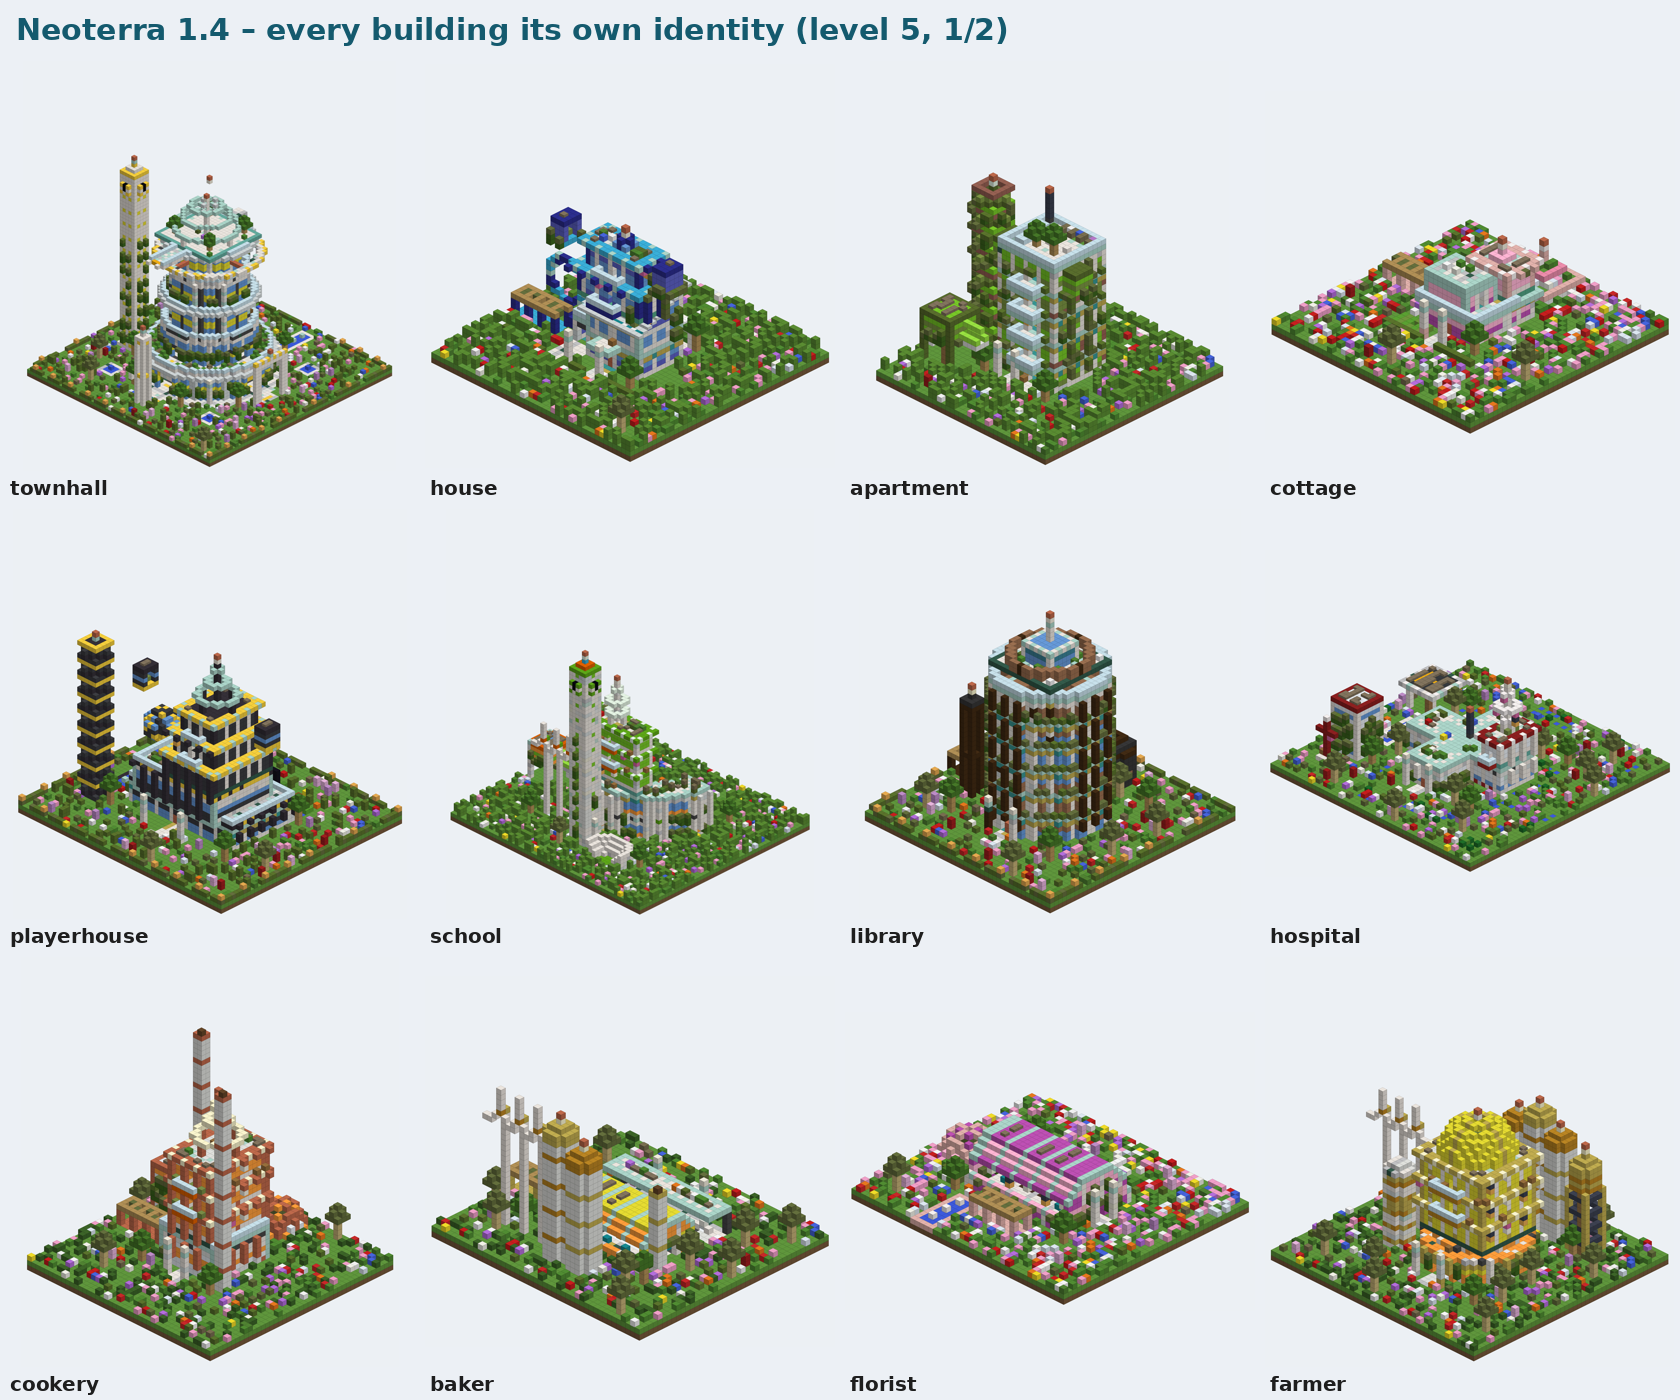 Neoterra 1.4 – every building its own identity (level 5, 1/2)
townhall
house
apartment
cottage
playerhouse
school
library
hospital
cookery
baker
florist
farmer